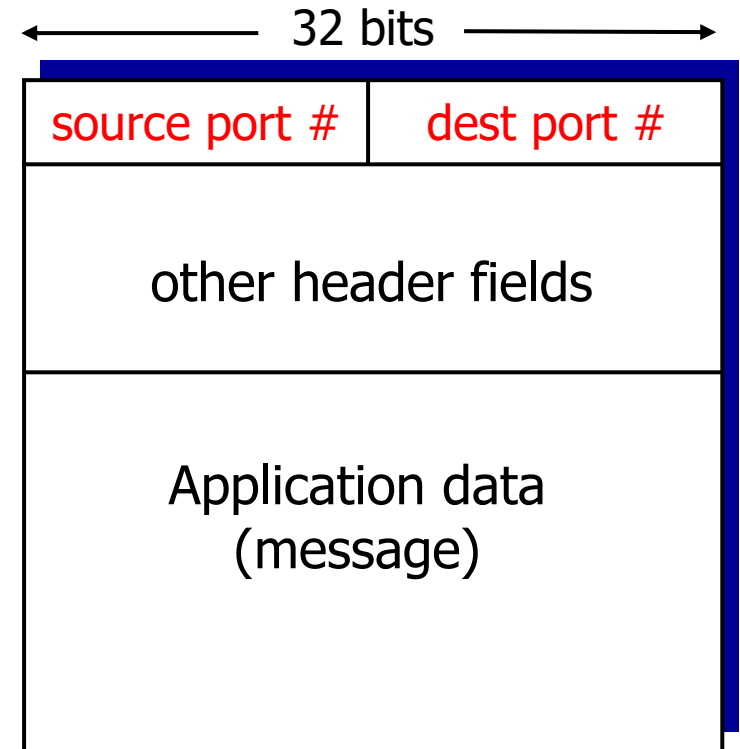 32 bits
source port # dest port #
other header fields
Application data
(message)